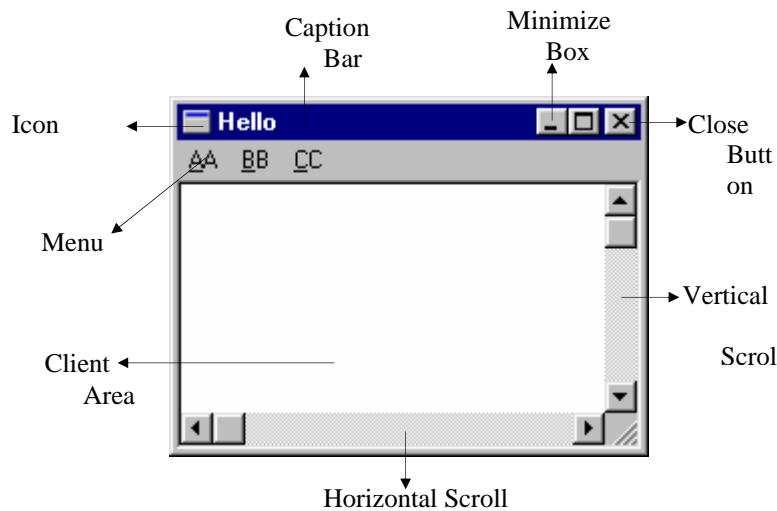 Caption
Bar
Minimize
Box
Icon
Hello
Close
Butt
on
AA BB CC
Menu
Vertical
Scrol
Client
Area
Horizontal Scroll